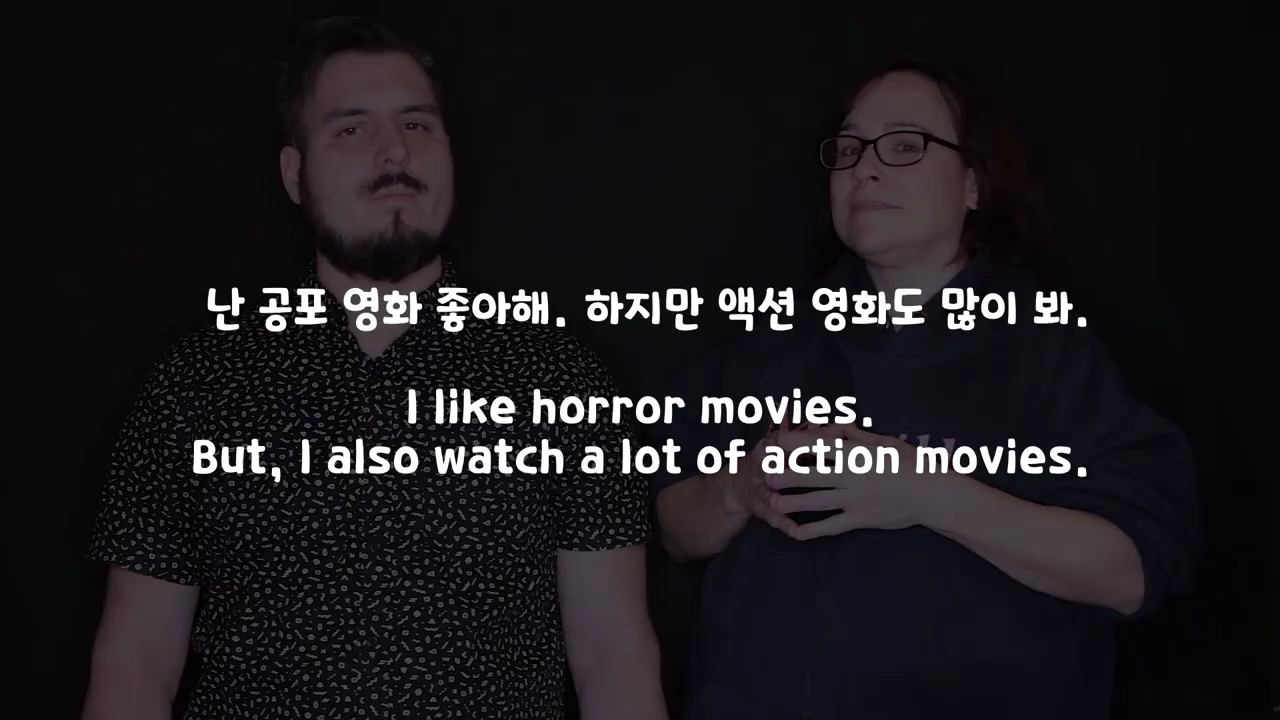 난 공포 영화 좋아해. 하지만 액션 영화도 많이 봐.
I like horror movies.
But, I also watch a lot of action movies.